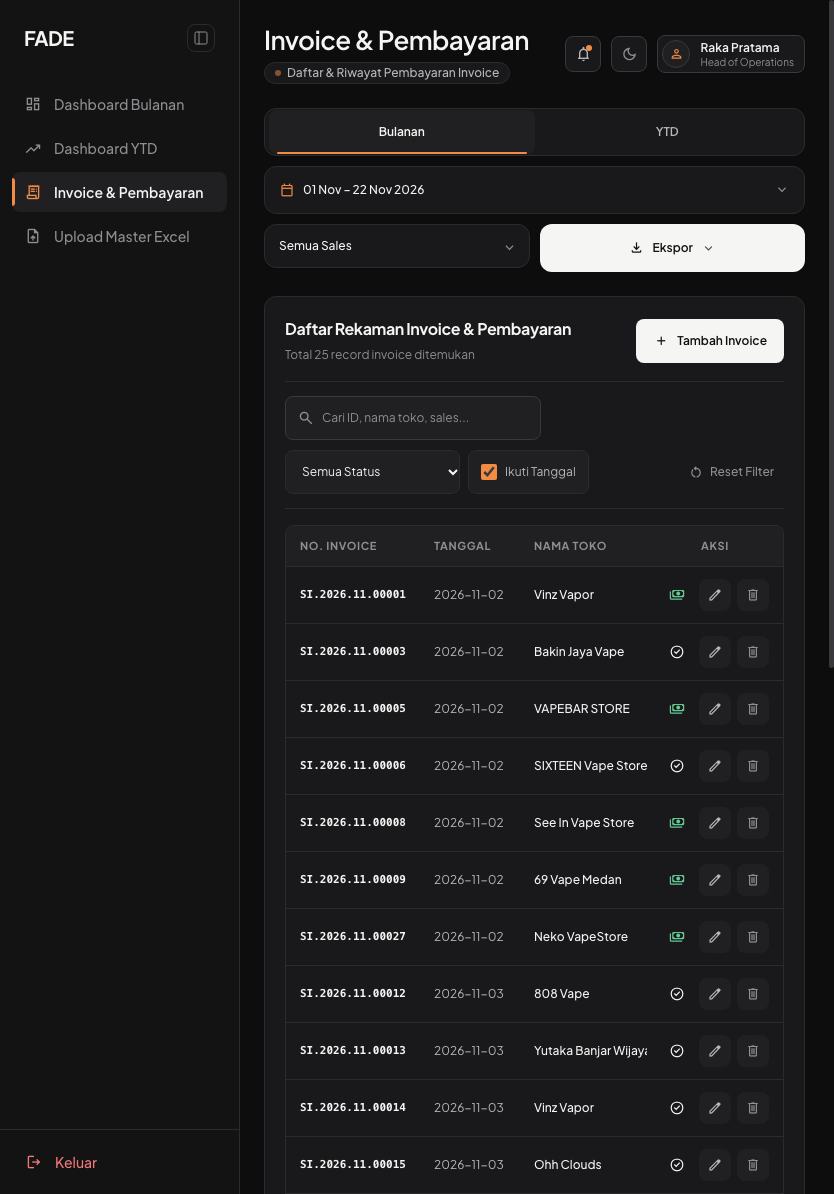 FADE
Dashboard Bulanan
Dashboard YTD
Invoice & Pembayaran
Upload Master Excel
Keluar
Invoice & Pembayaran
Daftar & Riwayat Pembayaran Invoice
Raka Pratama
Head of Operations
Bulanan YTD
01 Nov – 22 Nov 2026
Semua Sales Ekspor
Daftar Rekaman Invoice & Pembayaran
Total 25 record invoice ditemukan
Tambah Invoice
Cari ID, nama toko, sales...
Semua Status Ikuti Tanggal Reset Filter
NO. INVOICE TANGGAL NAMA TOKO AKSI
SI.2026.11.00001 2026-11-02 Vinz Vapor
SI.2026.11.00003 2026-11-02 Bakin Jaya Vape
SI.2026.11.00005 2026-11-02 VAPEBAR STORE
SI.2026.11.00006 2026-11-02 SIXTEEN Vape Store
SI.2026.11.00008 2026-11-02 See In Vape Store
SI.2026.11.00009 2026-11-02 69 Vape Medan
SI.2026.11.00027 2026-11-02 Neko VapeStore
SI.2026.11.00012 2026-11-03 808 Vape
SI.2026.11.00013 2026-11-03 Yutaka Banjar Wijaya
SI.2026.11.00014 2026-11-03 Vinz Vapor
SI.2026.11.00015 2026-11-03 Ohh Clouds